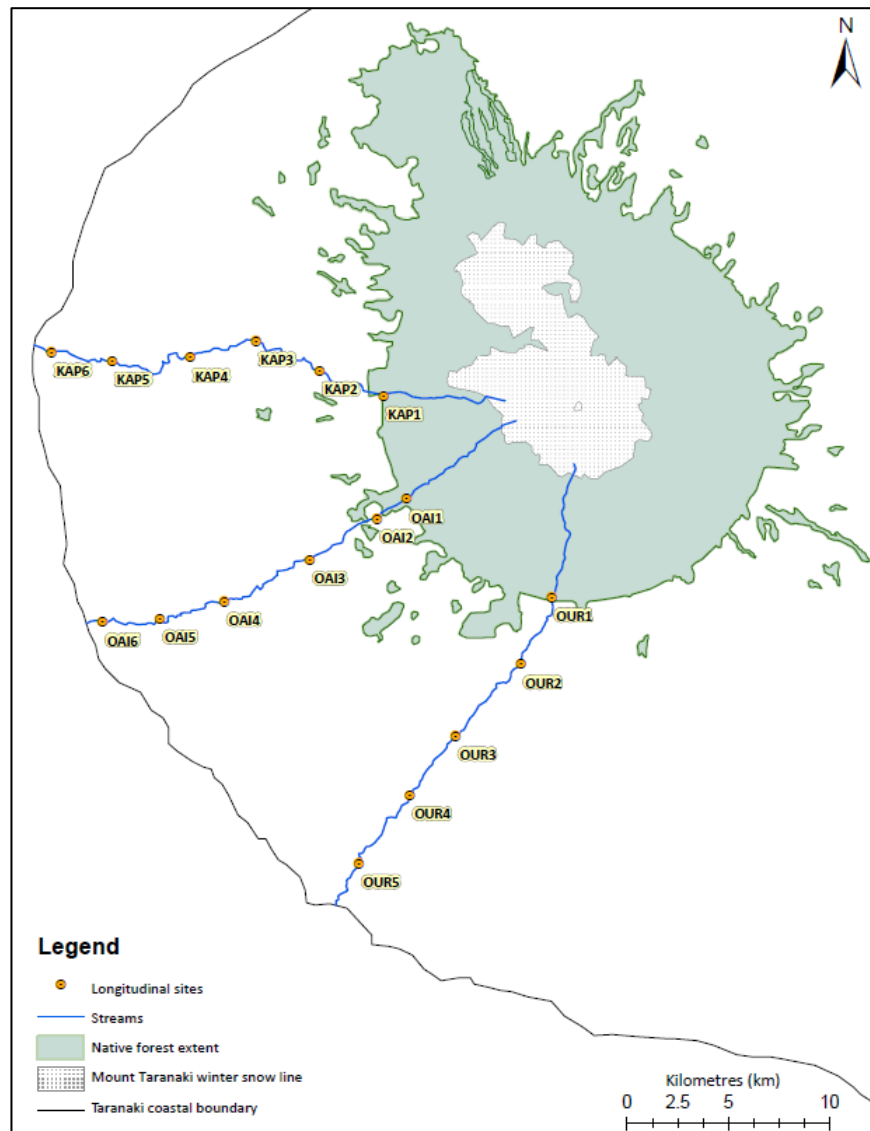 N
KAP3
KAP6
KAP5
KAP4
KAP2
KAP1
OAI1
OAI2
OAI3
OAI4
OAI5
OAI6
OUR1
OUR2
OUR3
OUR4
OUR5
Legend
Longitudinal sites
Streams
Native forest extent
Mount Taranaki winter snow line
Taranaki coastal boundary
Kilometres (km)
0 2.5 5 10